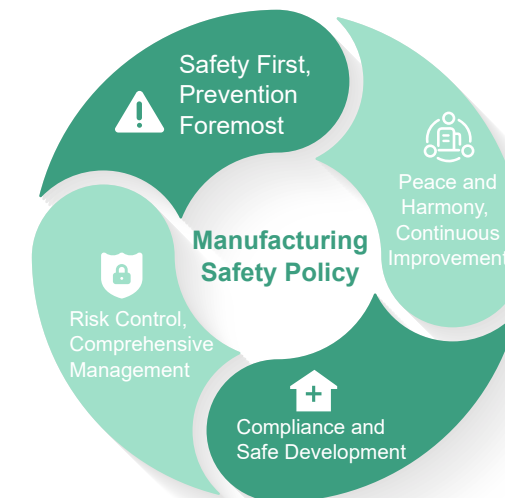 Safety First,
Prevention
Foremost
Peace and
Harmony,
Continuous
Improvement
Manufacturing
Safety Policy
Risk Control,
Comprehensive
Management
Compliance and
Safe Development